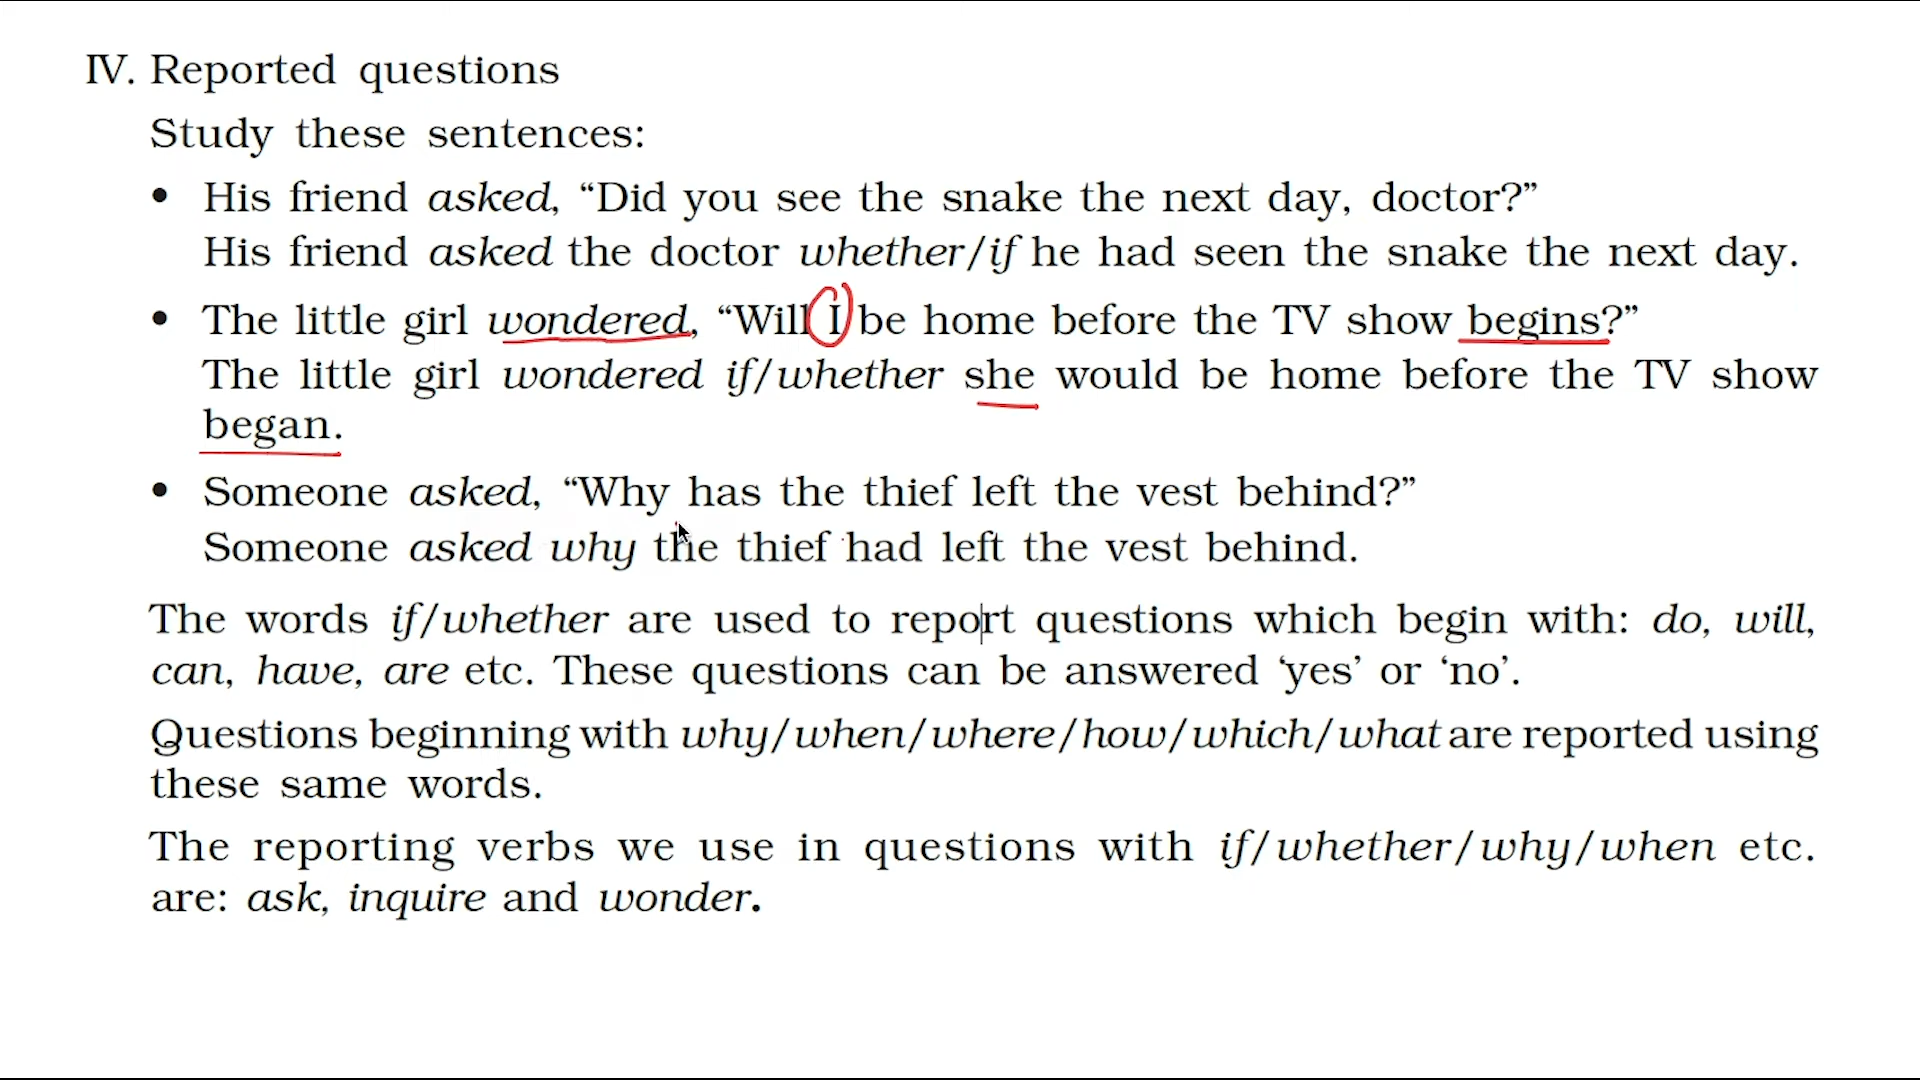 IV. Reported questions
Study these sentences:
• His friend asked, “Did you see the snake the next day, doctor?”
His friend asked the doctor whether/if he had seen the snake the next day.
• The little girl wondered, “Will I be home before the TV show begins?”
The little girl wondered if/whether she would be home before the TV show
began.
• Someone asked, “Why has the thief left the vest behind?”
Someone asked why the thief had left the vest behind.
The words if/whether are used to report questions which begin with: do, will,
can, have, are etc. These questions can be answered ‘yes’ or ‘no’.
Questions beginning with why/when/where/how/which/what are reported using
these same words.
The reporting verbs we use in questions with if/whether/why/when etc.
are: ask, inquire and wonder.